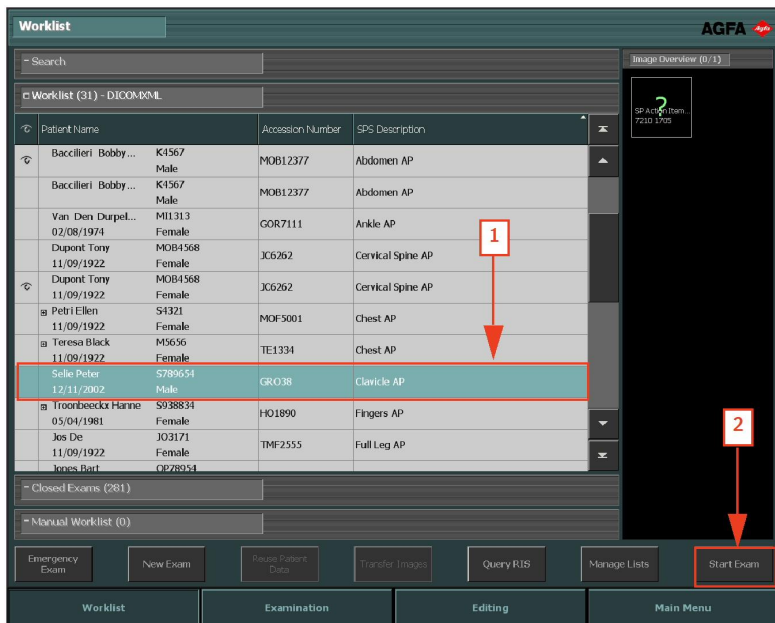 Worklist
AGFA
Agfa
- Search
Image Overview (0/1)
Worklist (31) - DICOMXML
?
SP Action Item...
7210 1705
Patient Name Accession Number SPS Description
Baccilieri Bobby... K4567 MOB12377 Abdomen AP
Male
Baccilieri Bobby... K4567 MOB12377 Abdomen AP
Male
Van Den Durpel... MI1313 GOR7111 Ankle AP
02/08/1974 Female
1
Dupont Tony MOB4568 JC6262 Cervical Spine AP
11/09/1922 Female
Dupont Tony MOB4568 JC6262 Cervical Spine AP
11/09/1922 Female
Petri Ellen S4321 MOF5001 Chest AP
11/09/1922 Female
Teresa Black M5656 TE1334 Chest AP
11/09/1922 Female
Selie Peter S789654 GRO38 Clavicle AP
12/11/2002 Male
Troonbeeckx Hanne S938834 HO1890 Fingers AP
05/04/1981 Female
2
Jos De JO3171 TMF2555 Full Leg AP
11/09/1922 Female
Jones Bart OP78954
- Closed Exams (281)
- Manual Worklist (0)
Emergency Exam
New Exam
Reuse Patient Data
Transfer Images
Query RIS
Manage Lists
Start Exam
Worklist Examination Editing Main Menu